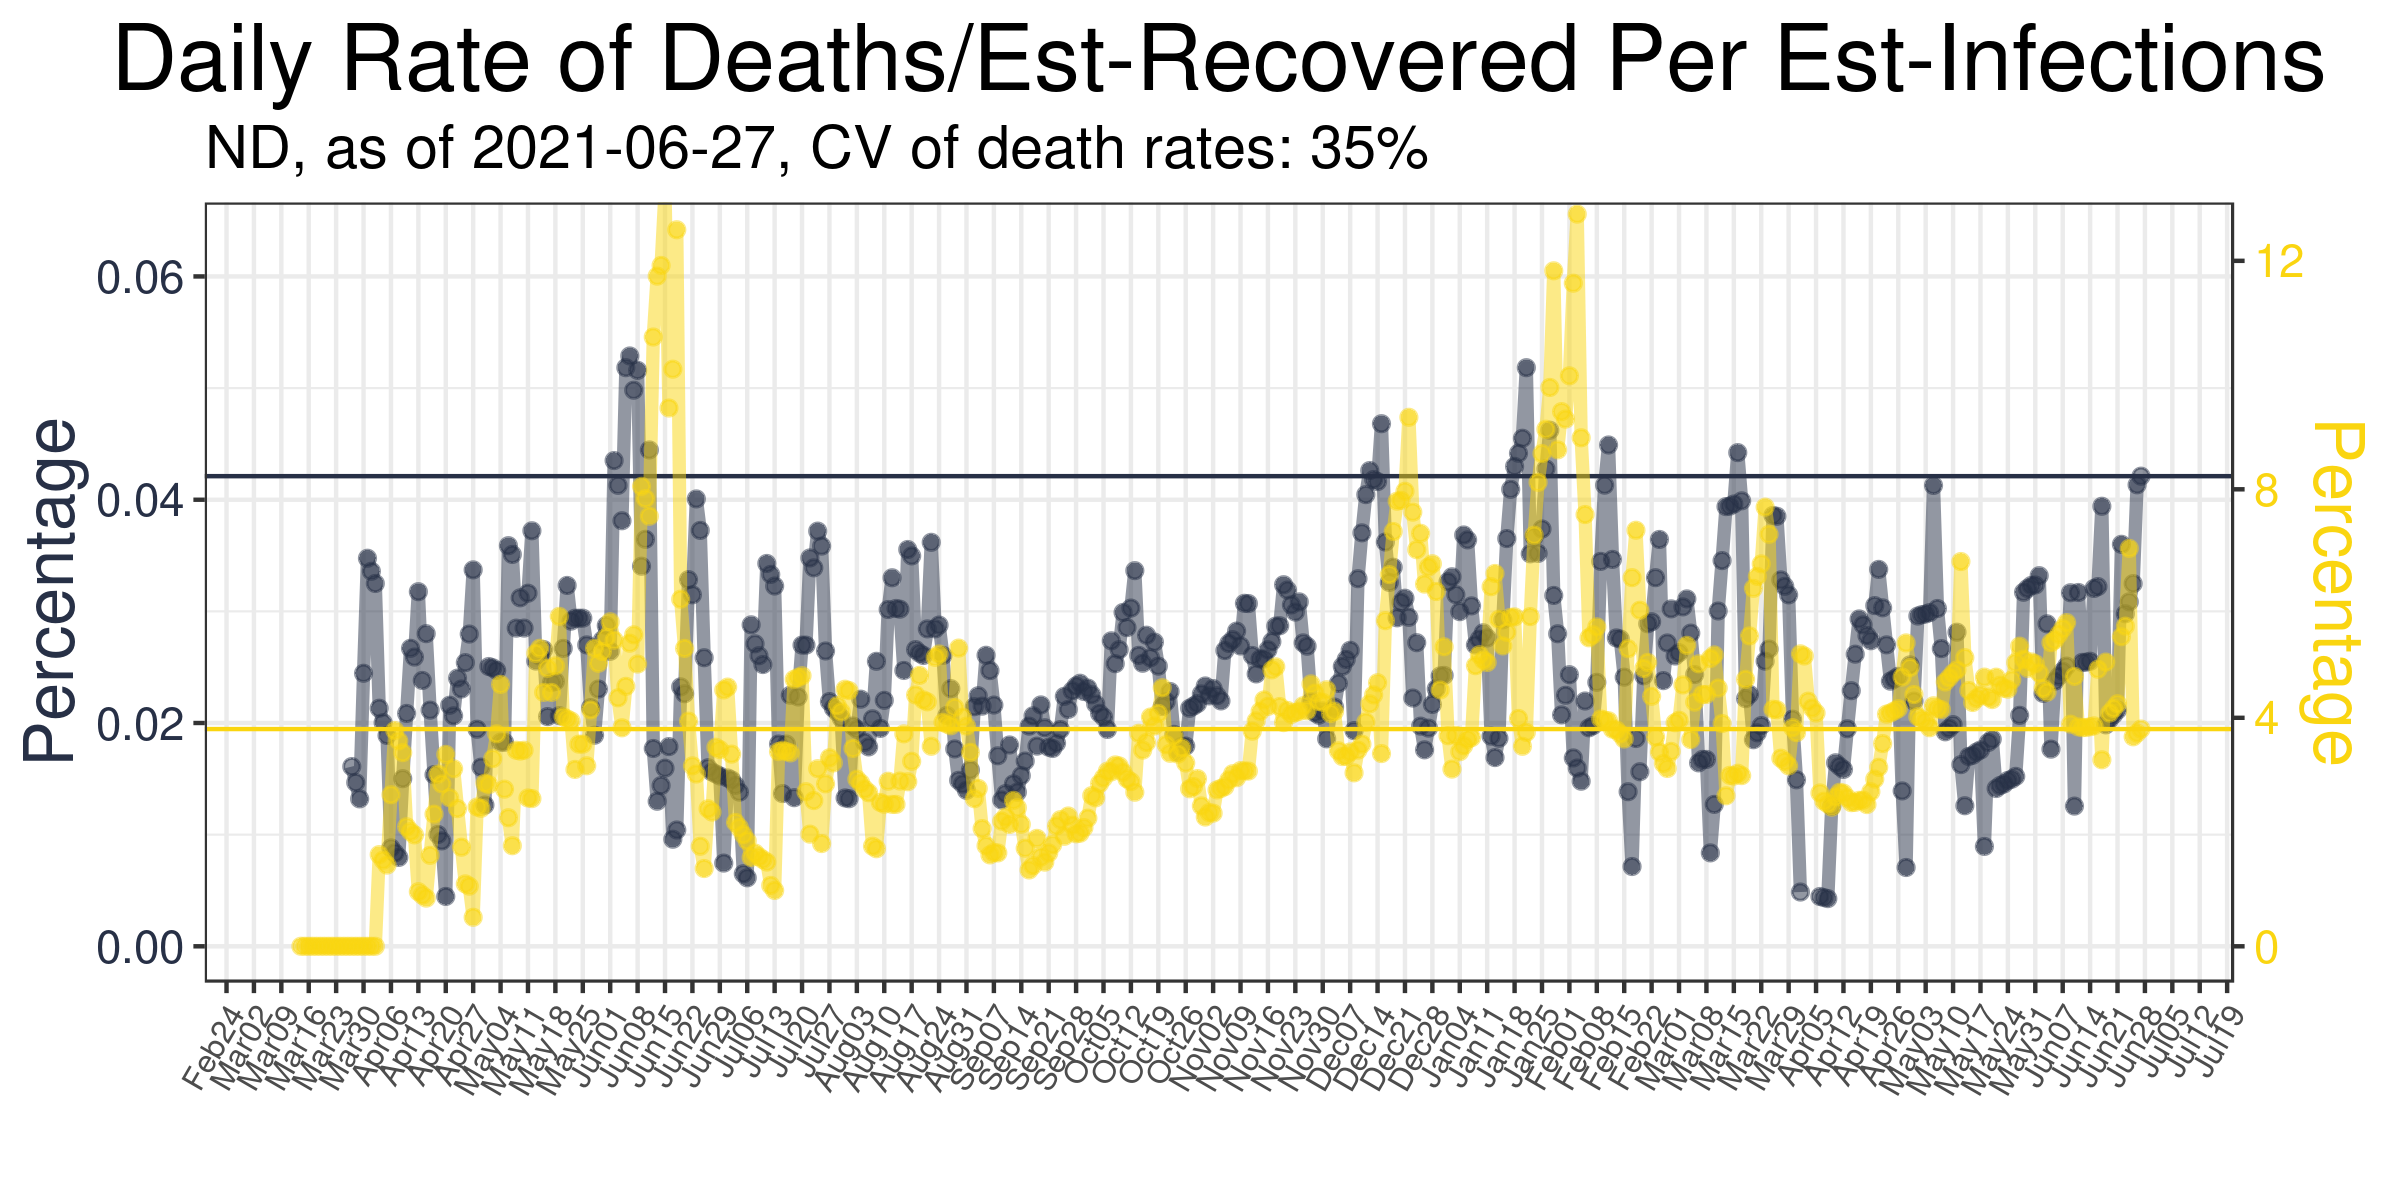 Daily Rate of Deaths/Est-Recovered Per Est-Infections
ND, as of 2021-06-27, CV of death rates: 35%
Percentage
0.06
0.04
0.02
0.00
12
8
4
0
Percentage
Feb24
Mar02
Mar09
Mar16
Mar23
Mar30
Apr06
Apr13
Apr20
Apr27
May04
May11
May18
May25
Jun01
Jun08
Jun15
Jun22
Jun29
Jul06
Jul13
Jul20
Jul27
Aug03
Aug10
Aug17
Aug24
Aug31
Sep07
Sep14
Sep21
Sep28
Oct05
Oct12
Oct19
Oct26
Nov02
Nov09
Nov16
Nov23
Nov30
Dec07
Dec14
Dec21
Dec28
Jan04
Jan11
Jan18
Jan25
Feb01
Feb08
Feb15
Feb22
Mar01
Mar08
Mar15
Mar22
Mar29
Apr05
Apr12
Apr19
Apr26
May03
May10
May17
May24
May31
Jun07
Jun14
Jun21
Jun28
Jul05
Jul12
Jul19